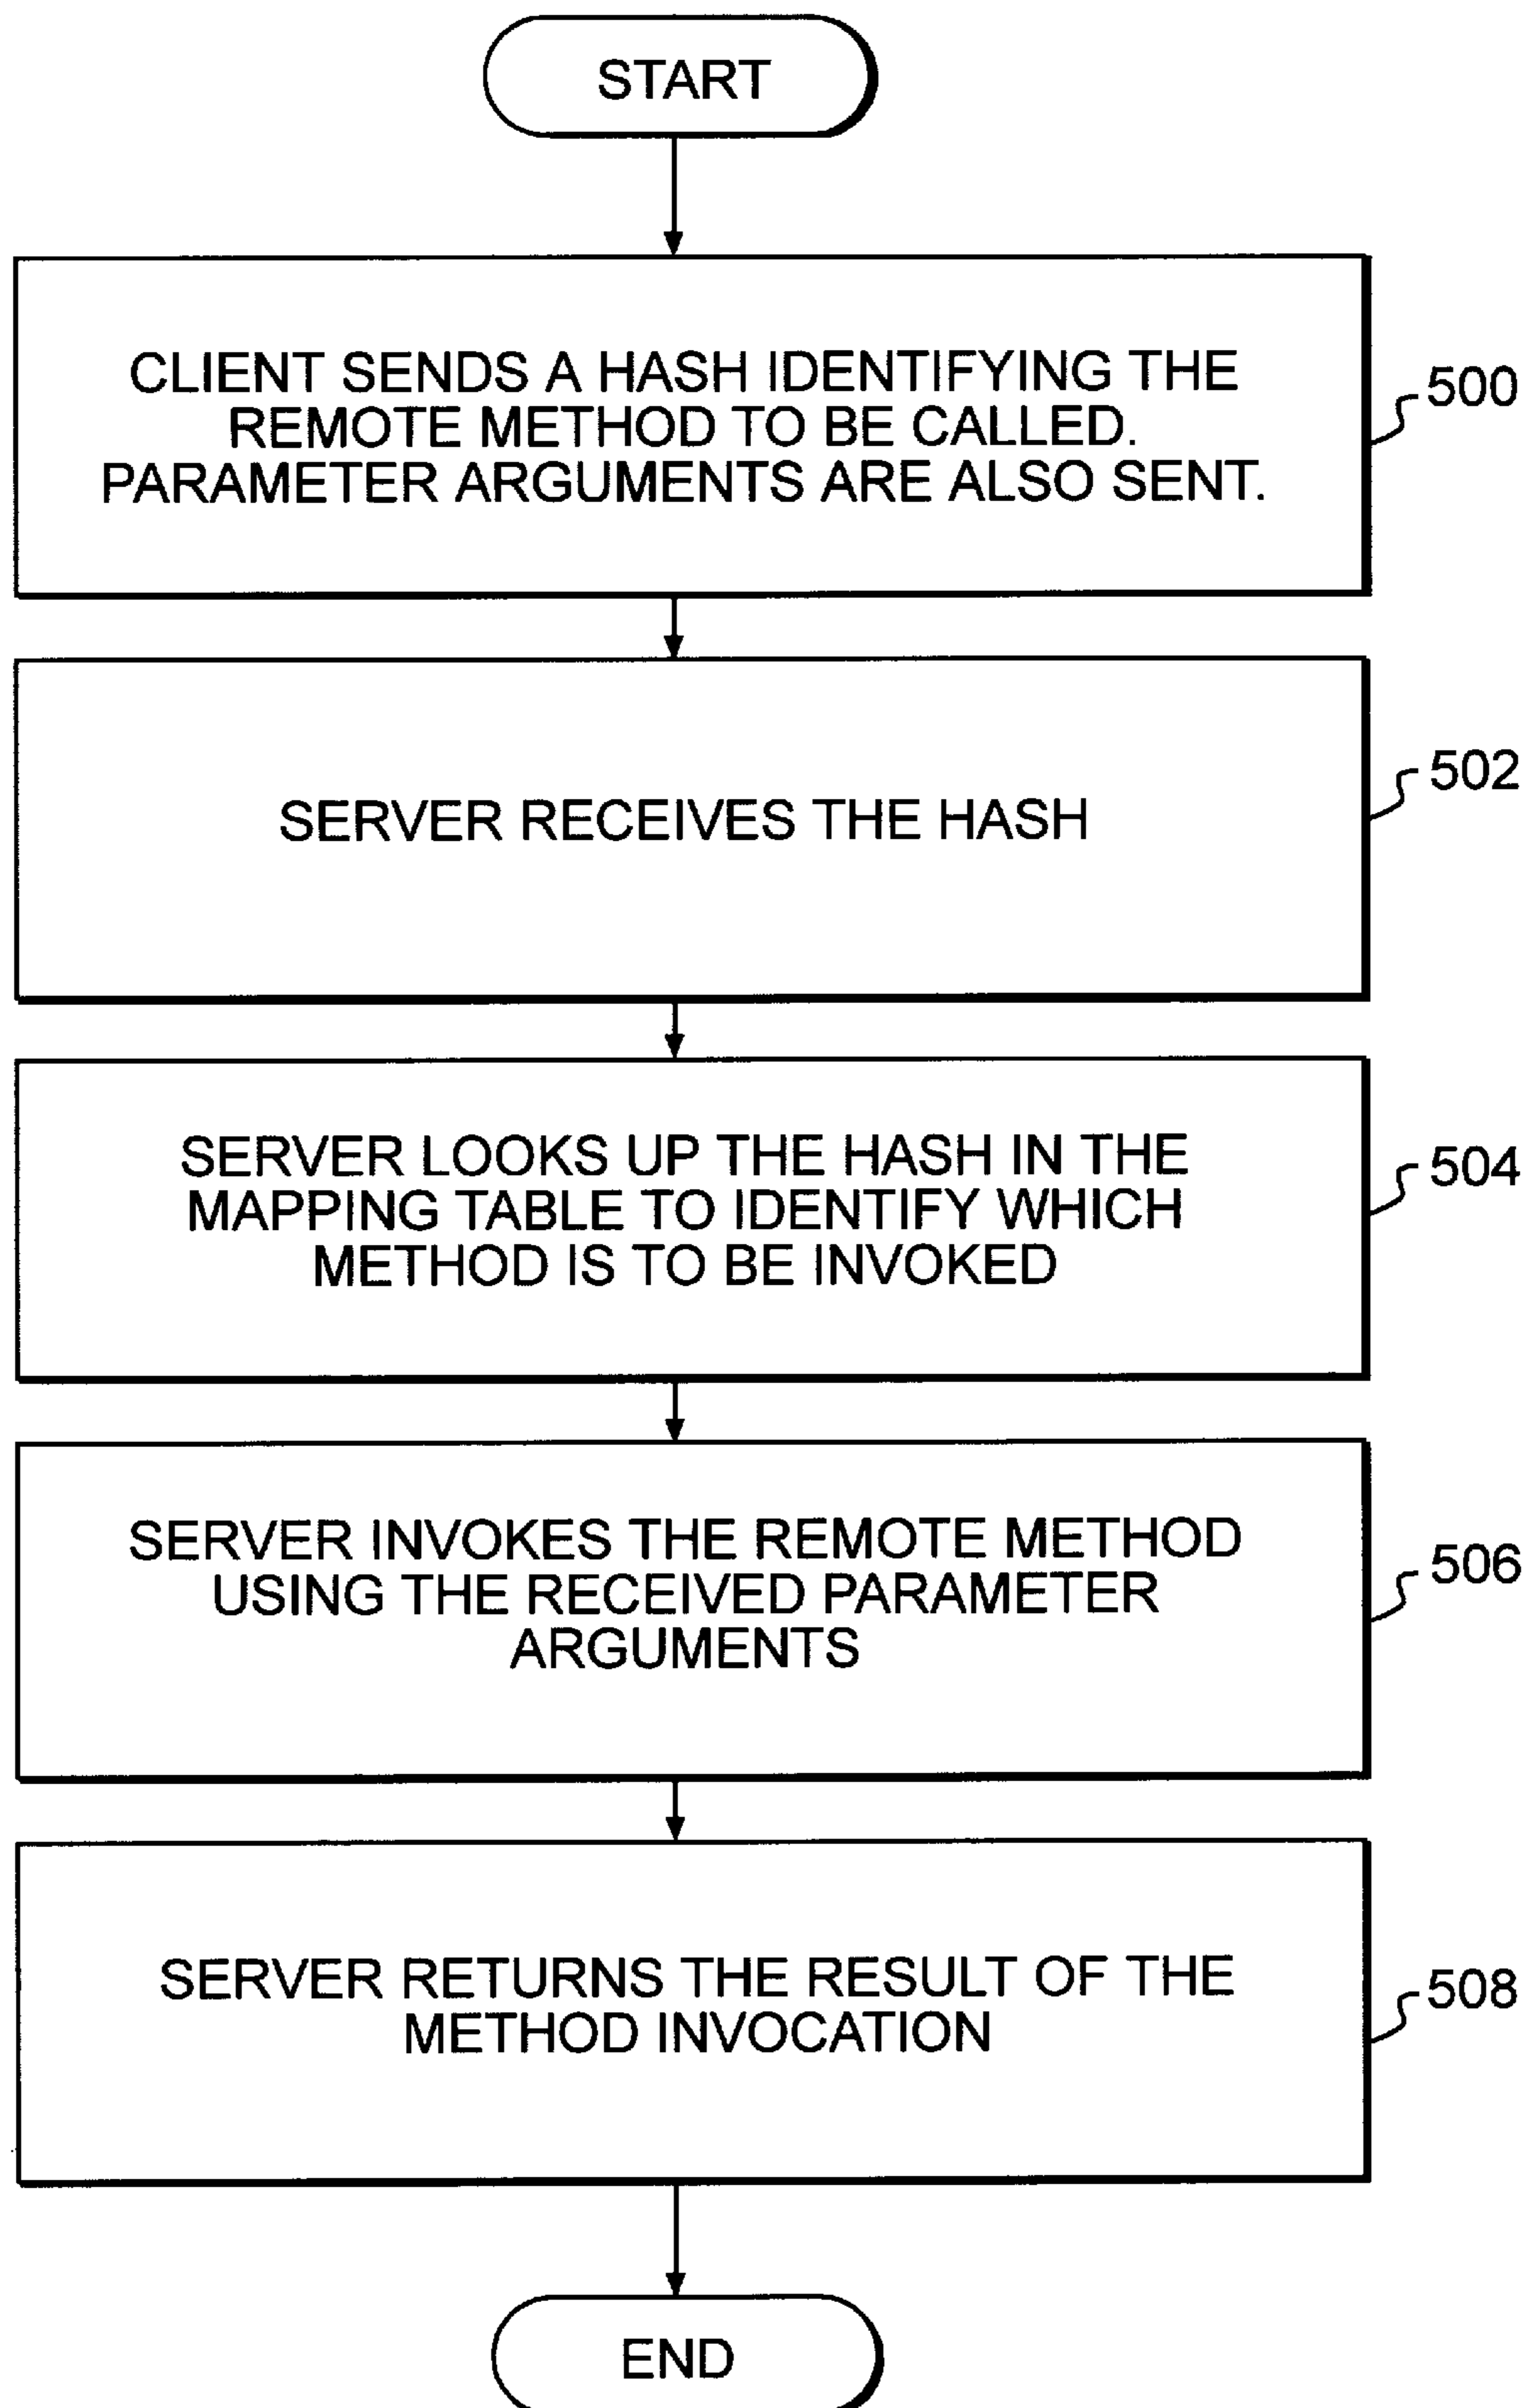 START
CLIENT SENDS A HASH IDENTIFYING THE
REMOTE METHOD TO BE CALLED.
PARAMETER ARGUMENTS ARE ALSO SENT.
500
SERVER RECEIVES THE HASH
502
SERVER LOOKS UP THE HASH IN THE
MAPPING TABLE TO IDENTIFY WHICH
METHOD IS TO BE INVOKED
504
SERVER INVOKES THE REMOTE METHOD
USING THE RECEIVED PARAMETER
ARGUMENTS
506
SERVER RETURNS THE RESULT OF THE
METHOD INVOCATION
508
END